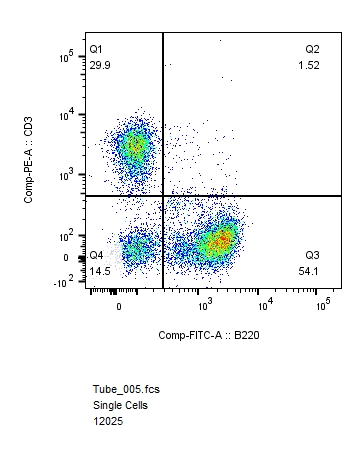 Q1
29.9
Q2
1.52
Comp-PE-A :: CD3
10^5
10^4
10^3
10^2
0
-10^2
Q4
14.5
Q3
54.1
0
10^3
10^4
10^5
Comp-FITC-A :: B220
Tube_005.fcs
Single Cells
12025